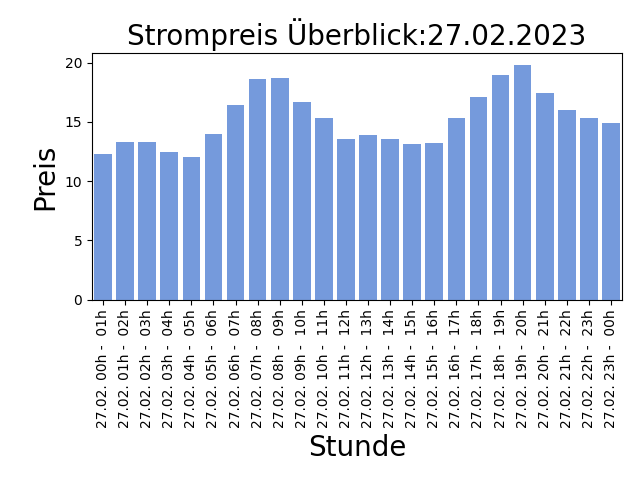 Strompreis Überblick:27.02.2023
Preis
20
15
10
5
0
27.02. 00h - 01h
27.02. 01h - 02h
27.02. 02h - 03h
27.02. 03h - 04h
27.02. 04h - 05h
27.02. 05h - 06h
27.02. 06h - 07h
27.02. 07h - 08h
27.02. 08h - 09h
27.02. 09h - 10h
27.02. 10h - 11h
27.02. 11h - 12h
27.02. 12h - 13h
27.02. 13h - 14h
27.02. 14h - 15h
27.02. 15h - 16h
27.02. 16h - 17h
27.02. 17h - 18h
27.02. 18h - 19h
27.02. 19h - 20h
27.02. 20h - 21h
27.02. 21h - 22h
27.02. 22h - 23h
27.02. 23h - 00h
Stunde